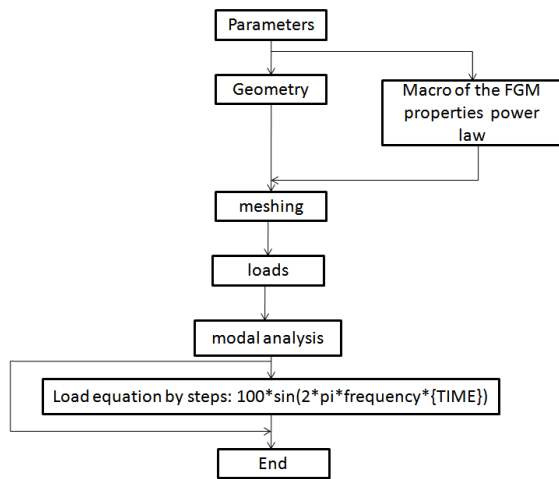 Parameters
Geometry
Macro of the FGM
properties power
law
meshing
loads
modal analysis
Load equation by steps: 100*sin(2*pi*frequency*{TIME})
End